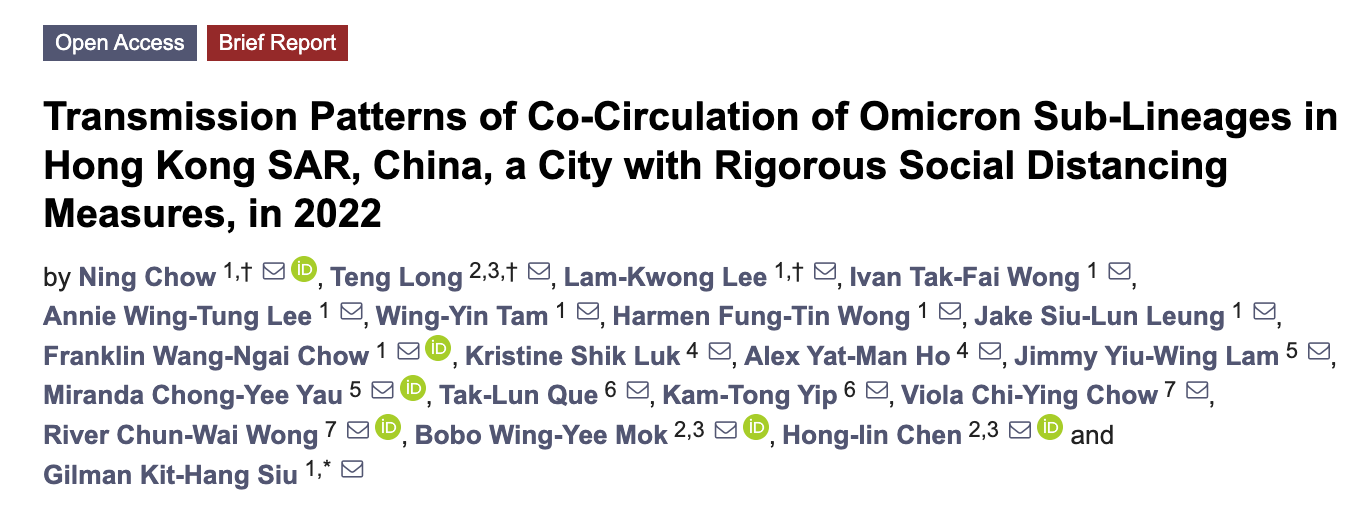 Open Access Brief Report
Transmission Patterns of Co-Circulation of Omicron Sub-Lineages in
Hong Kong SAR, China, a City with Rigorous Social Distancing
Measures, in 2022
by Ning Chow 1,† iD, Teng Long 2,3,†, Lam-Kwong Lee 1,†, Ivan Tak-Fai Wong 1,
Annie Wing-Tung Lee 1, Wing-Yin Tam 1, Harmen Fung-Tin Wong 1, Jake Siu-Lun Leung 1,
Franklin Wang-Ngai Chow 1 iD, Kristine Shik Luk 4, Alex Yat-Man Ho 4, Jimmy Yiu-Wing Lam 5,
Miranda Chong-Yee Yau 5 iD, Tak-Lun Que 6, Kam-Tong Yip 6, Viola Chi-Ying Chow 7,
River Chun-Wai Wong 7 iD, Bobo Wing-Yee Mok 2,3 iD, Hong-lin Chen 2,3 iD and
Gilman Kit-Hang Siu 1,*